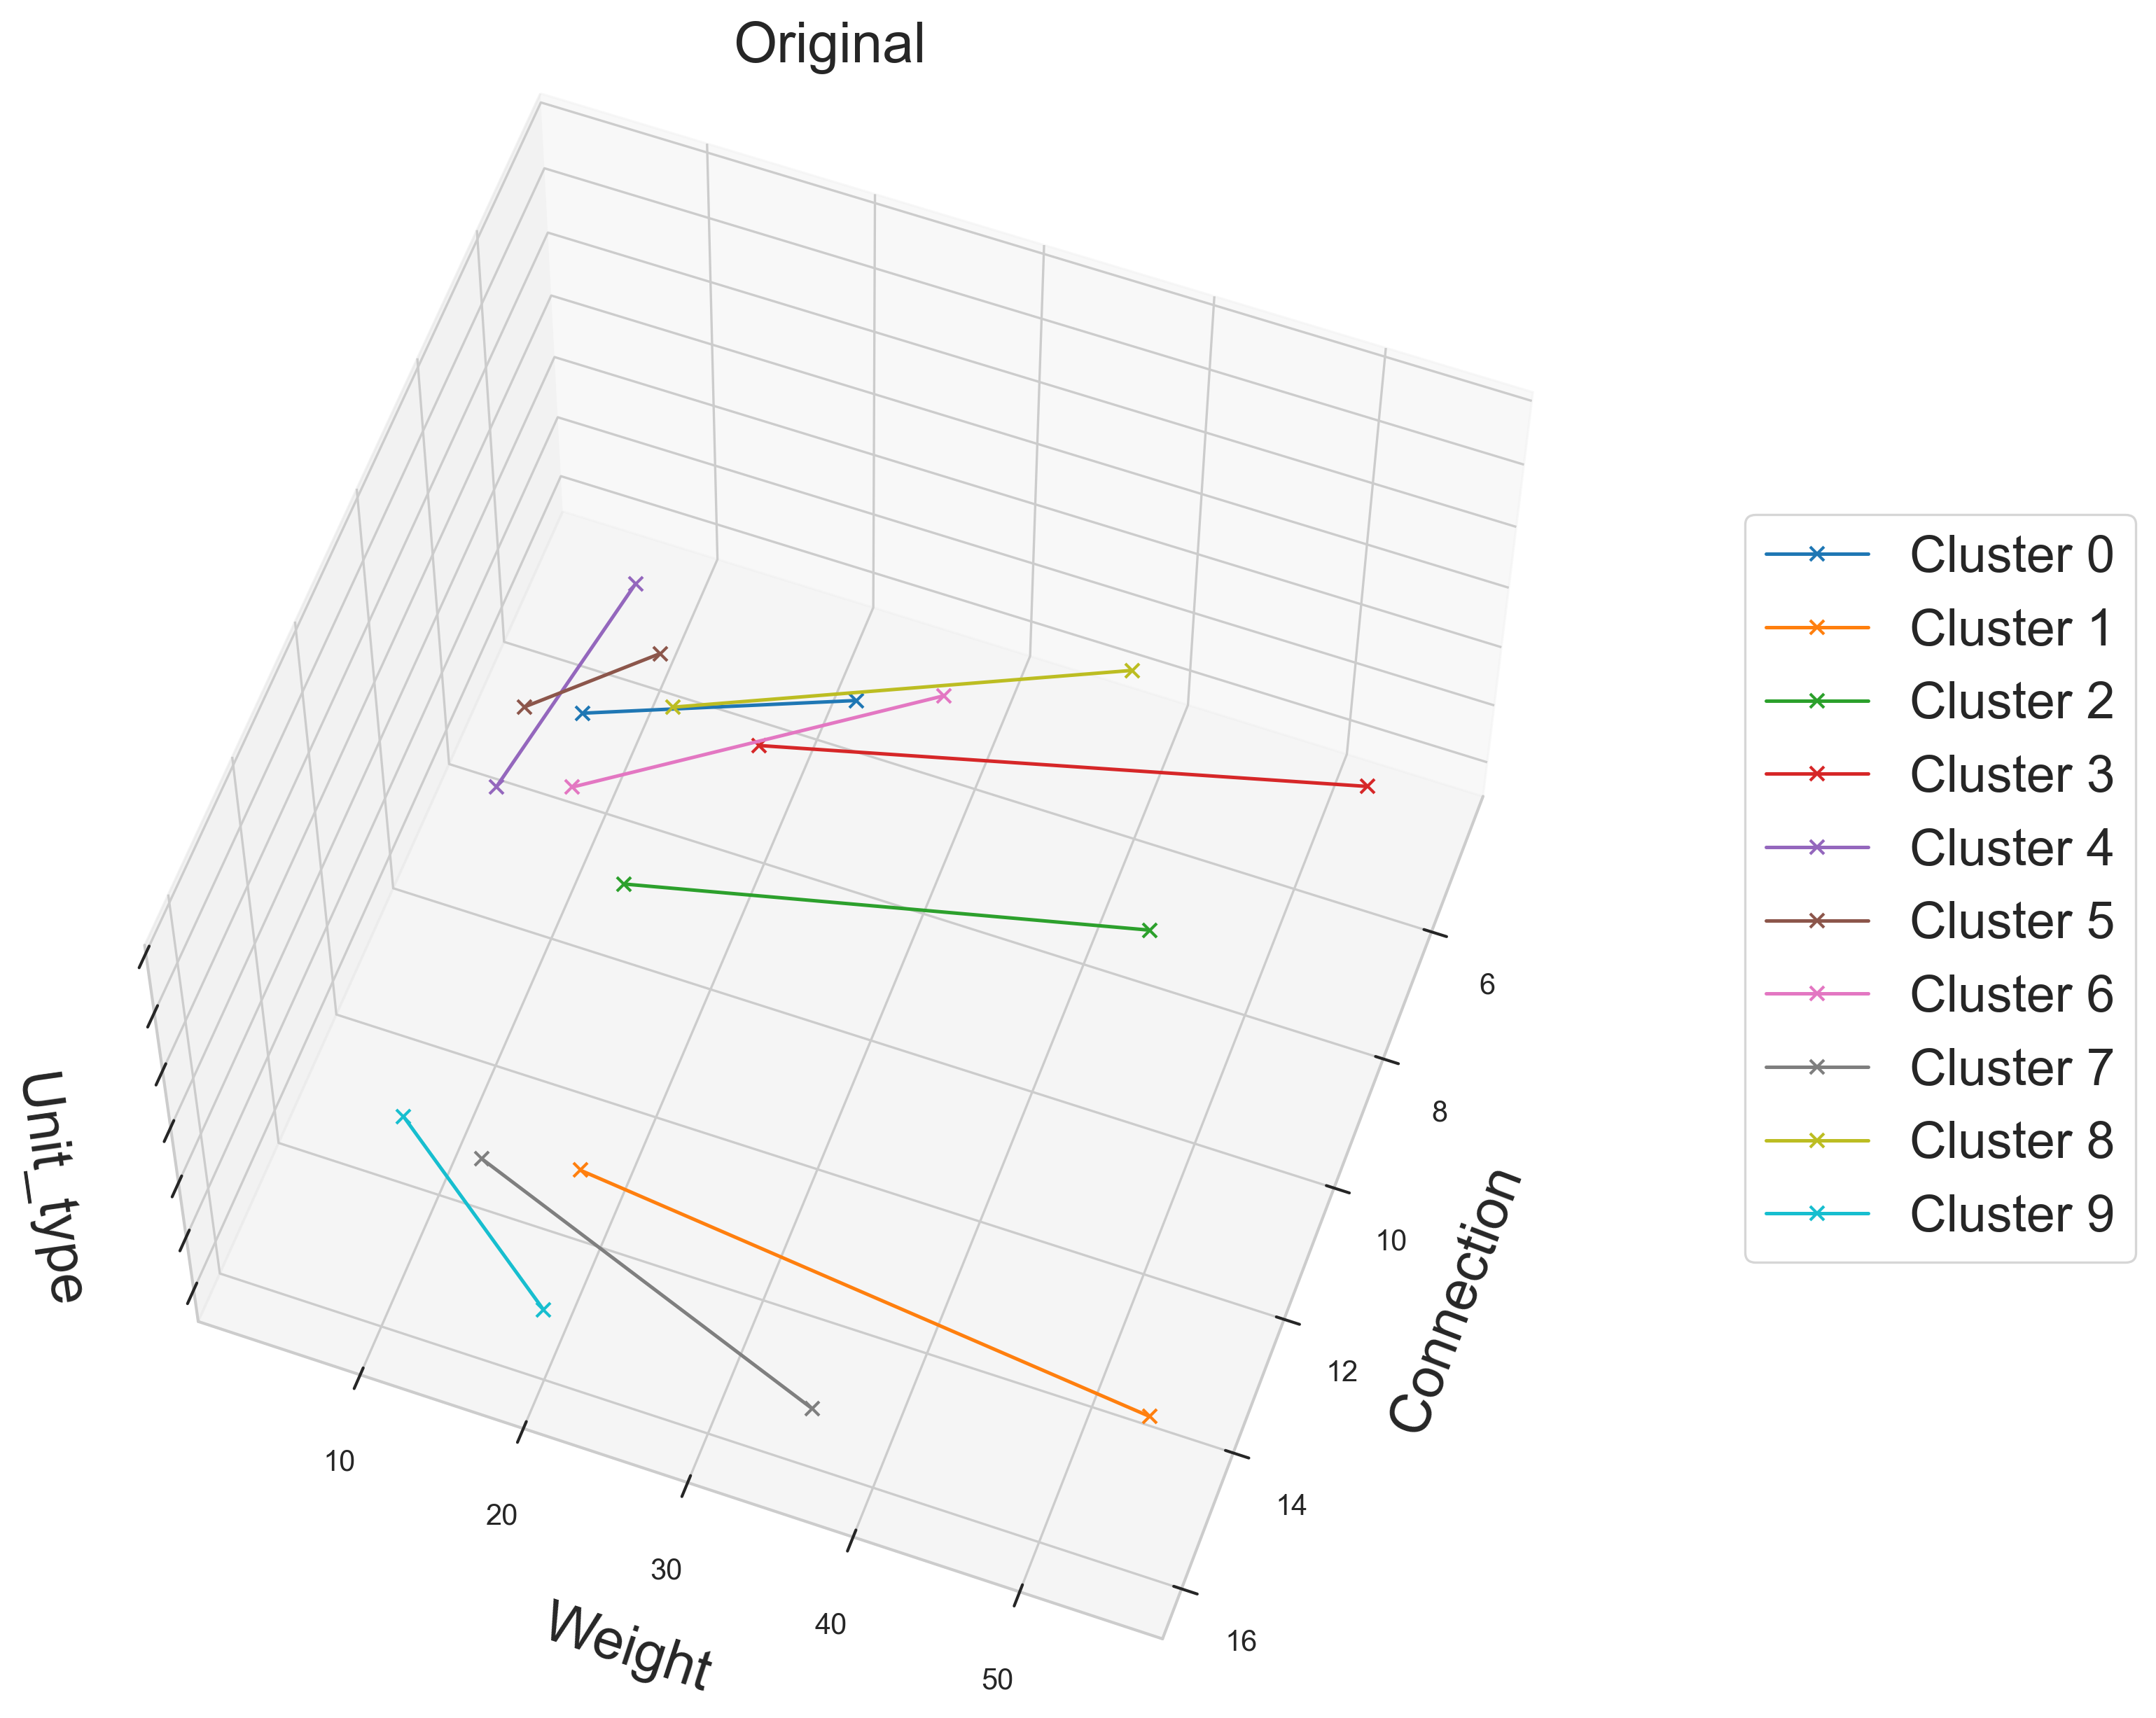 Original
Cluster 0
Cluster 1
Cluster 2
Cluster 3
Cluster 4
Cluster 5
Cluster 6
Cluster 7
Cluster 8
Cluster 9
Unit_type
10
20
30
40
50
Weight
6
8
10
12
14
16
Connection